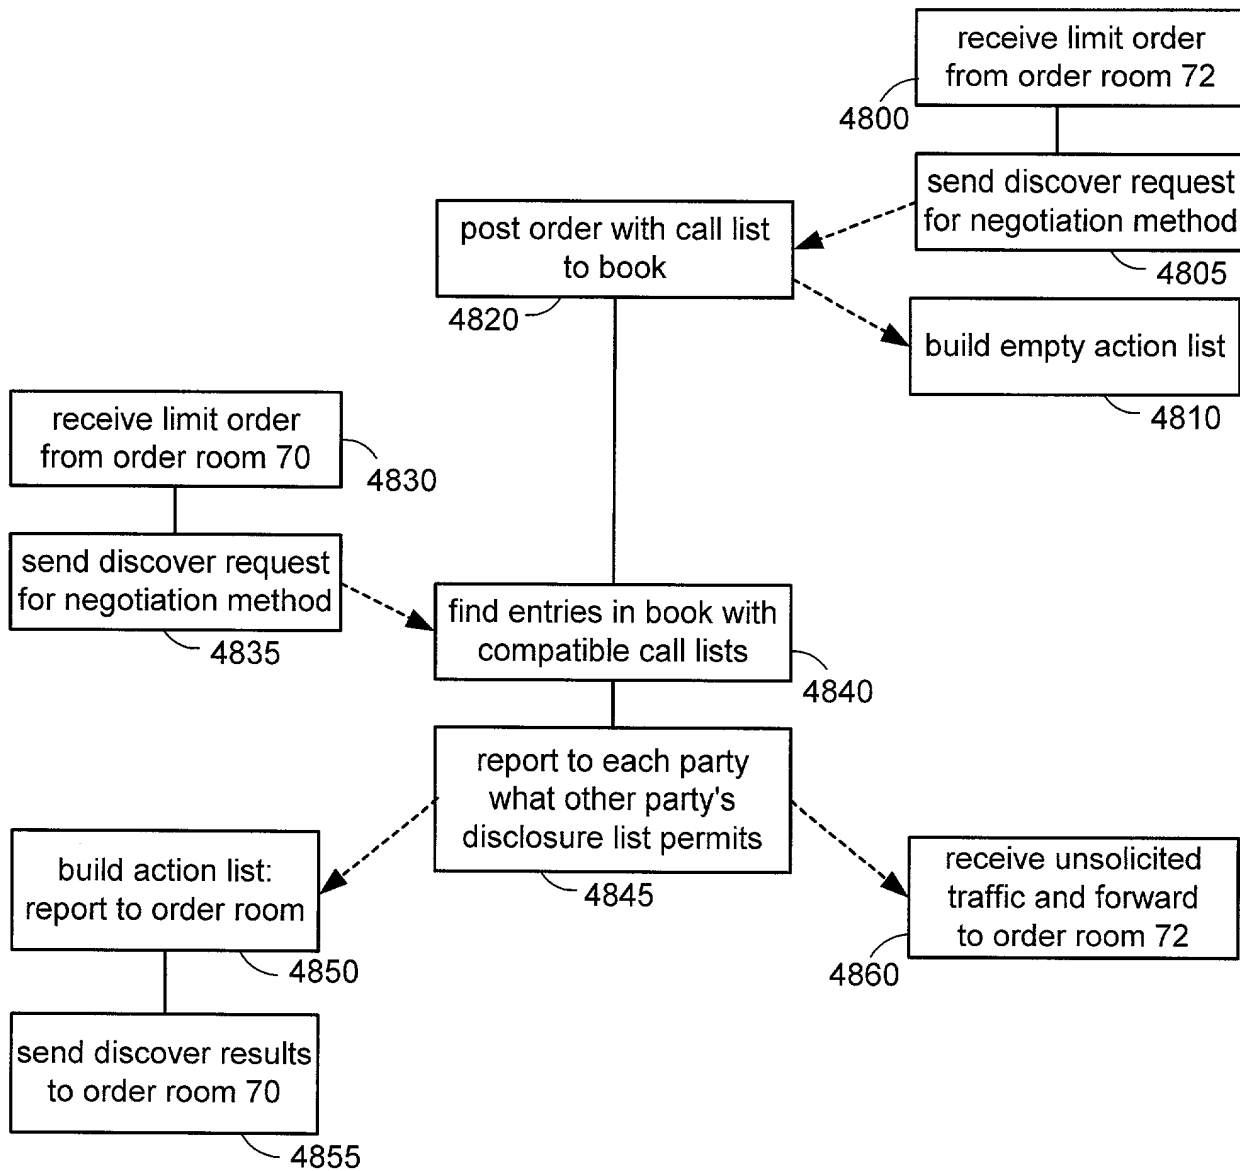 receive limit order
from order room 72
4800
send discover request
for negotiation method
4805
post order with call list
to book
4820
build empty action list
4810
receive limit order
from order room 70
4830
send discover request
for negotiation method
4835
find entries in book with
compatible call lists
4840
report to each party
what other party's
disclosure list permits
4845
build action list:
report to order room
4850
receive unsolicited
traffic and forward
to order room 72
4860
send discover results
to order room 70
4855